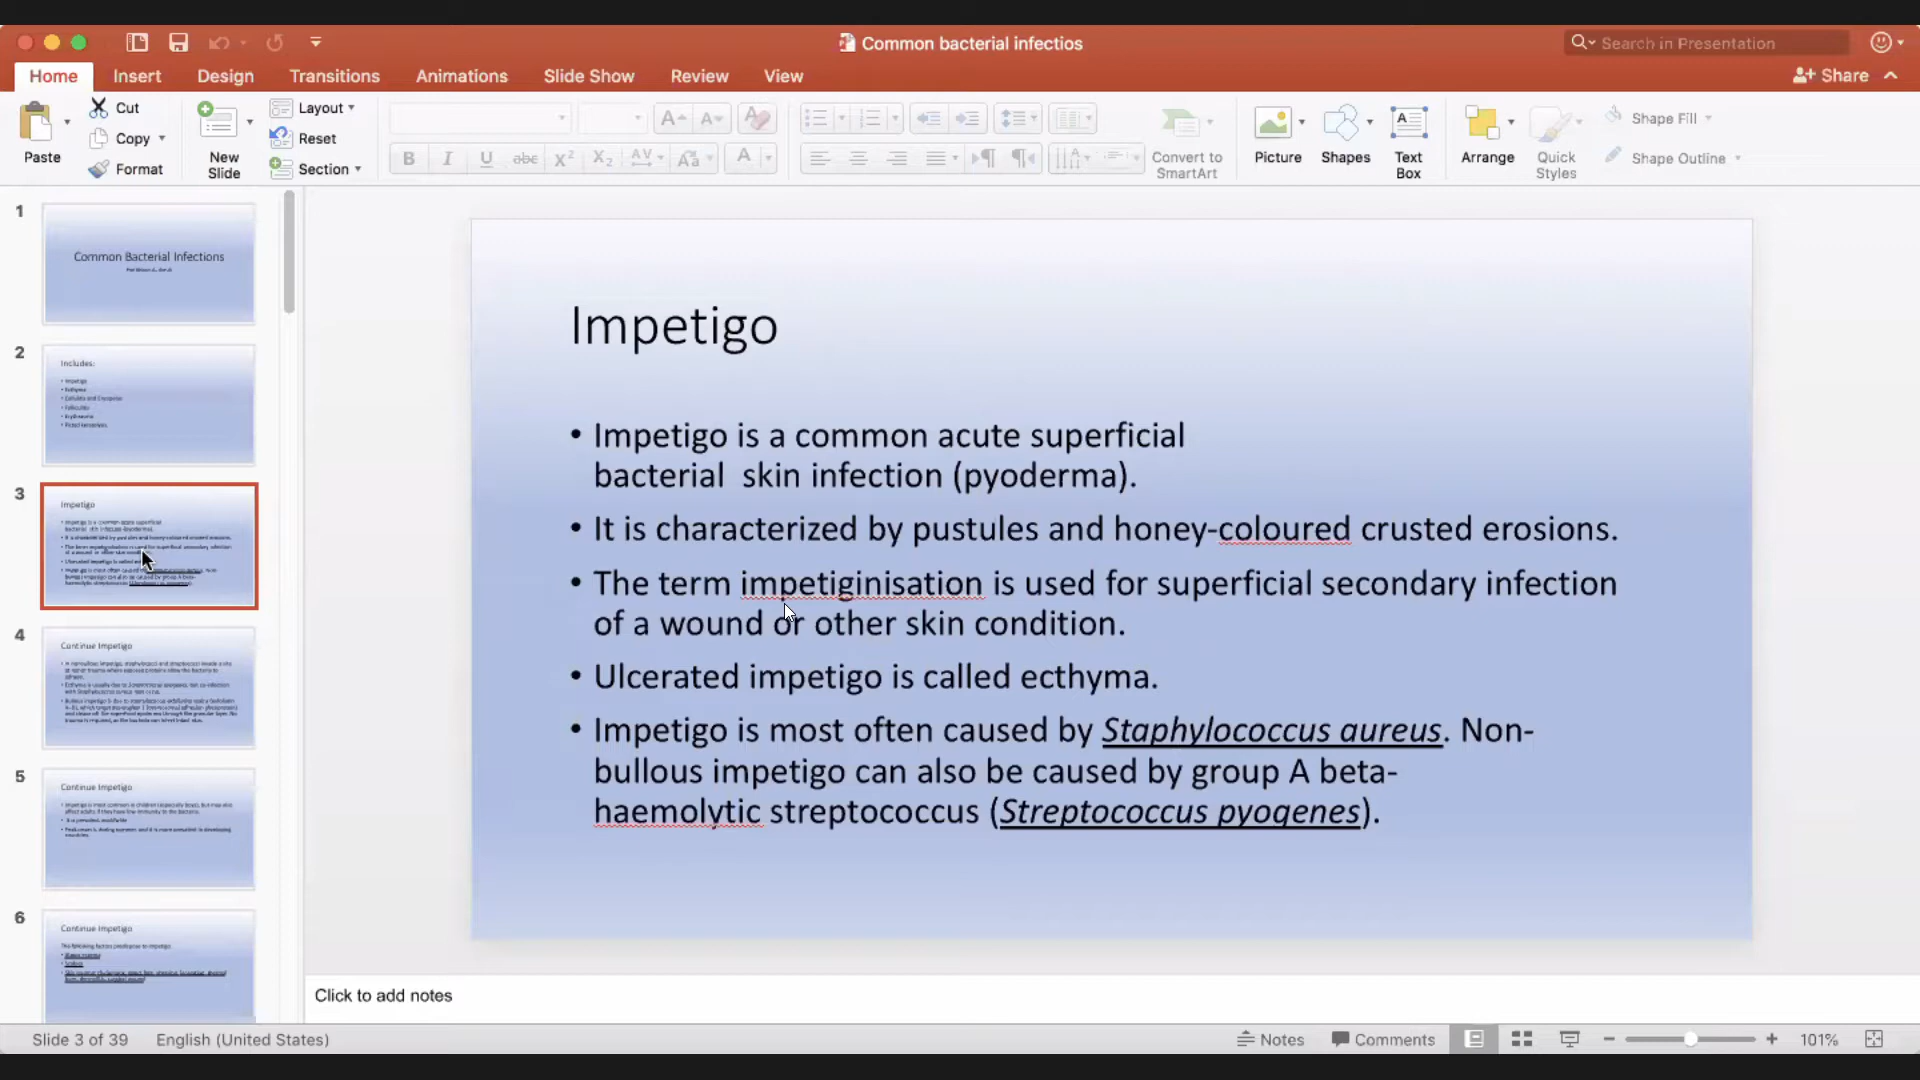 Common bacterial infectios
Search in Presentation
Home Insert Design Transitions Animations Slide Show Review View
Share
Paste
Cut
Copy
Format
New Slide
Layout
Reset
Section
Convert to SmartArt
Picture
Shapes
Text Box
Arrange
Quick Styles
Shape Fill
Shape Outline
1
Common Bacterial Infections
2
Includes:
3
Impetigo
4
Continue Impetigo
5
Continue Impetigo
6
Continue Impetigo
The following factors predispose to impetigo:
Impetigo
• Impetigo is a common acute superficial
bacterial skin infection (pyoderma).
• It is characterized by pustules and honey-coloured crusted erosions.
• The term impetiginisation is used for superficial secondary infection
of a wound or other skin condition.
• Ulcerated impetigo is called ecthyma.
• Impetigo is most often caused by Staphylococcus aureus. Non-
bullous impetigo can also be caused by group A beta-
haemolytic streptococcus (Streptococcus pyogenes).
Click to add notes
Slide 3 of 39 English (United States)
Notes Comments 101%